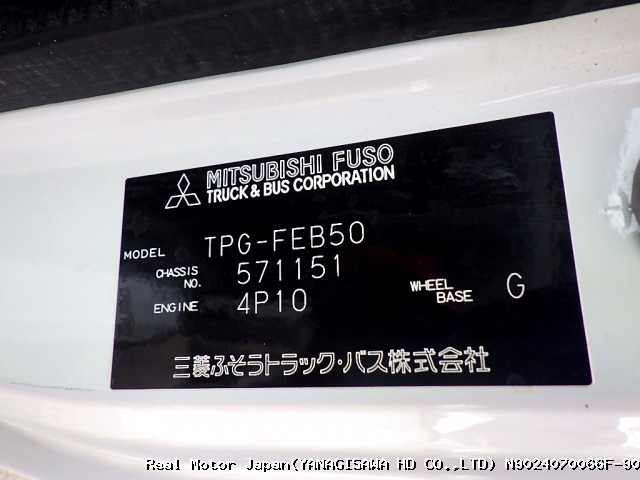 MITSUBISHI FUSO
TRUCK & BUS CORPORATION
MODEL TPG-FEB50
CHASSIS NO. 571151
ENGINE 4P10
WHEEL BASE G
三菱ふそうトラック・バス株式会社
Real Motor Japan(YANAGISAWA HD CO.,LTD) N9024070066F-90